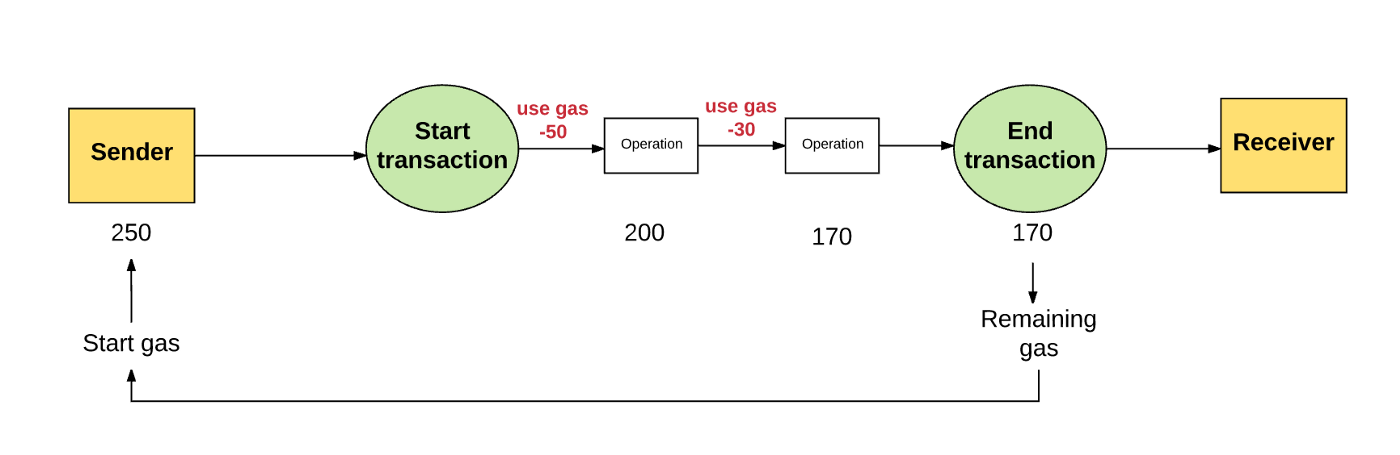 Sender
Start
transaction
use gas
-50
Operation
use gas
-30
Operation
End
transaction
Receiver
250
200
170
170
Start gas
Remaining
gas